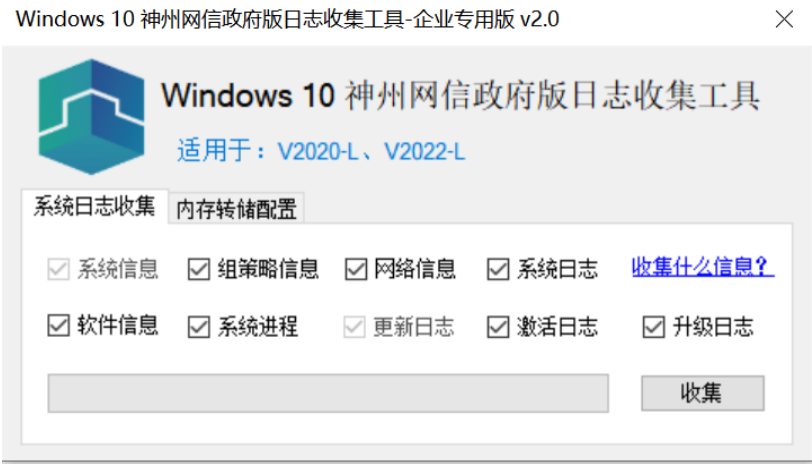 Windows 10 神州网信政府版日志收集工具-企业专用版 v2.0
Windows 10 神州网信政府版日志收集工具
适用于：V2020-L、V2022-L
系统日志收集 内存转储配置
系统信息 组策略信息 网络信息 系统日志 收集什么信息？
软件信息 系统进程 更新日志 激活日志 升级日志
收集